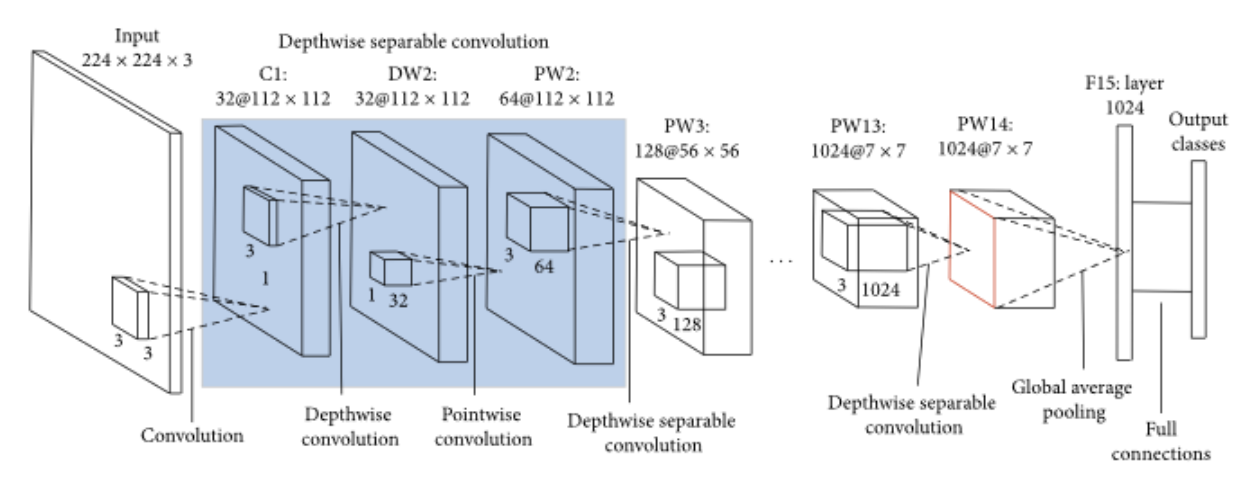 Input
224 × 224 × 3
Depthwise separable convolution
C1:
32@112 × 112
DW2:
32@112 × 112
PW2:
64@112 × 112
PW3:
128@56 × 56
PW13:
1024@7 × 7
PW14:
1024@7 × 7
F15: layer
1024
Output
classes
3
3
3
1
1
32
3
64
3
128
...
3
1024
Convolution
Depthwise
convolution
Pointwise
convolution
Depthwise separable
convolution
Depthwise separable
convolution
Global average
pooling
Full
connections